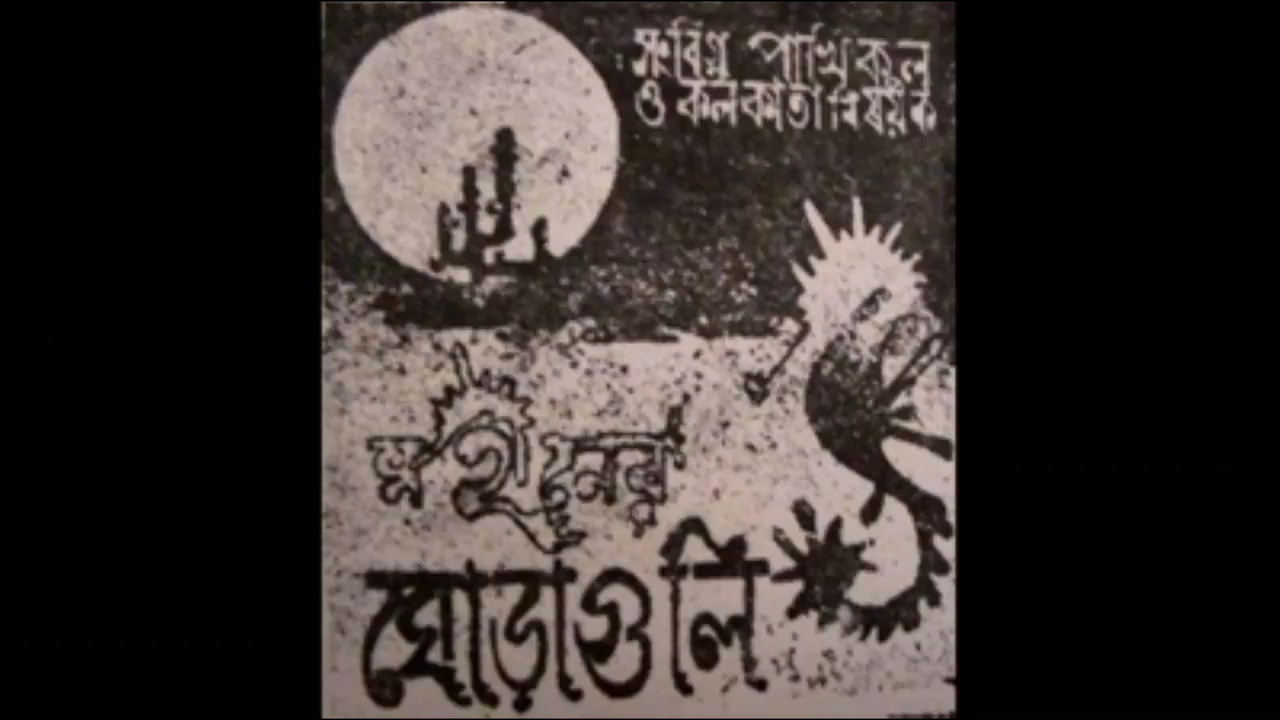 সংবিগ্ন পাখিকূল
ও কলকাতা বিষয়ক
মহীনের
ঘোড়াগুলি